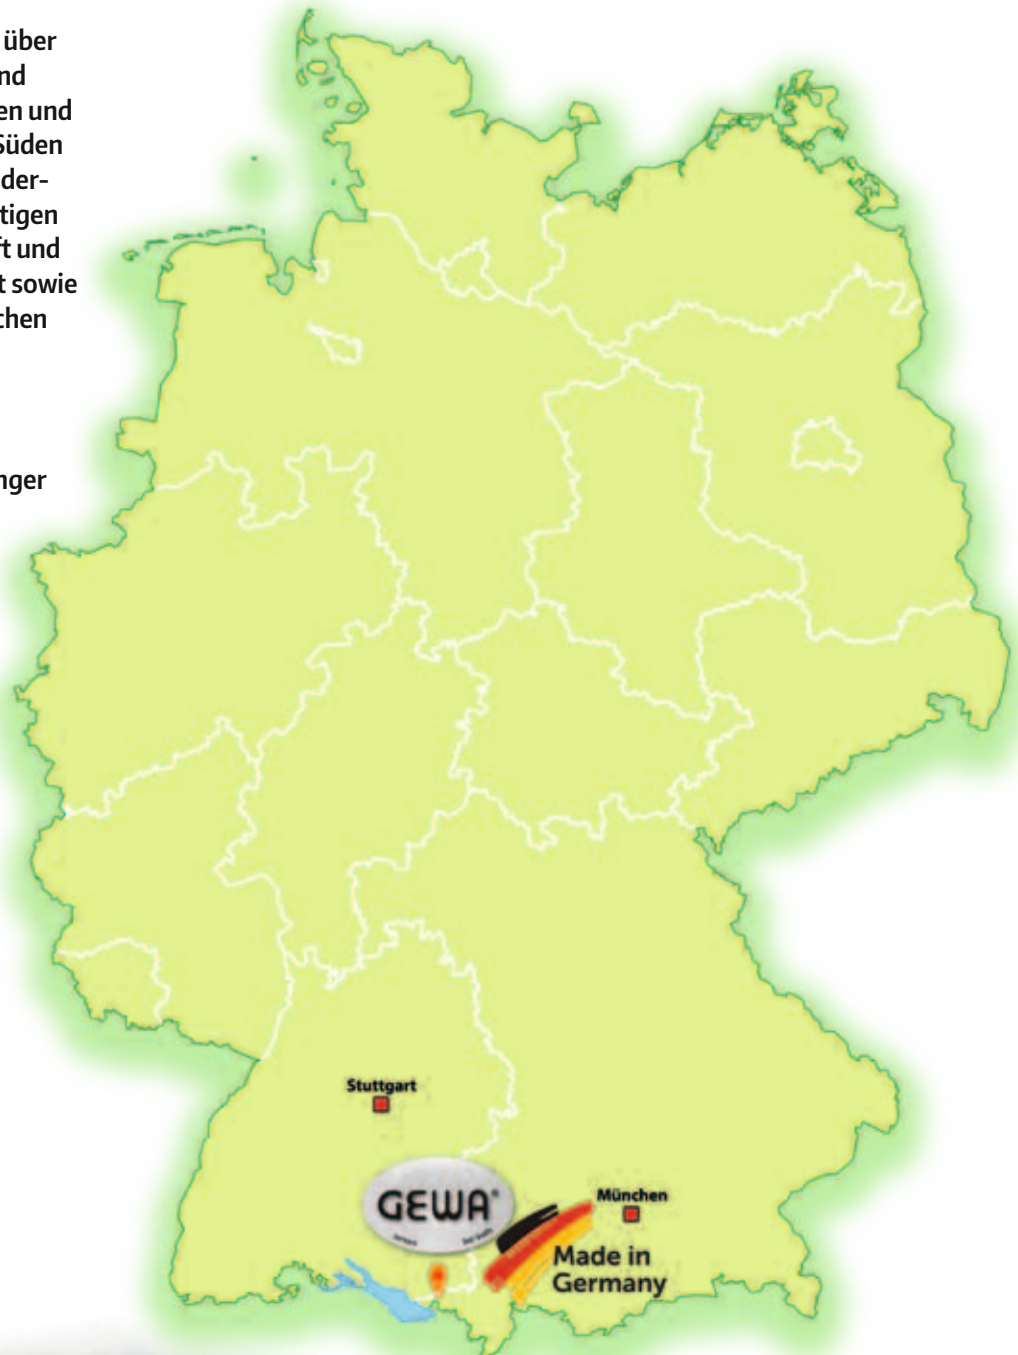 über
nd
en und
Süden
der-
tigen
ft und
t sowie
chen
nger
Stuttgart
GEWA®
München
Made in
Germany